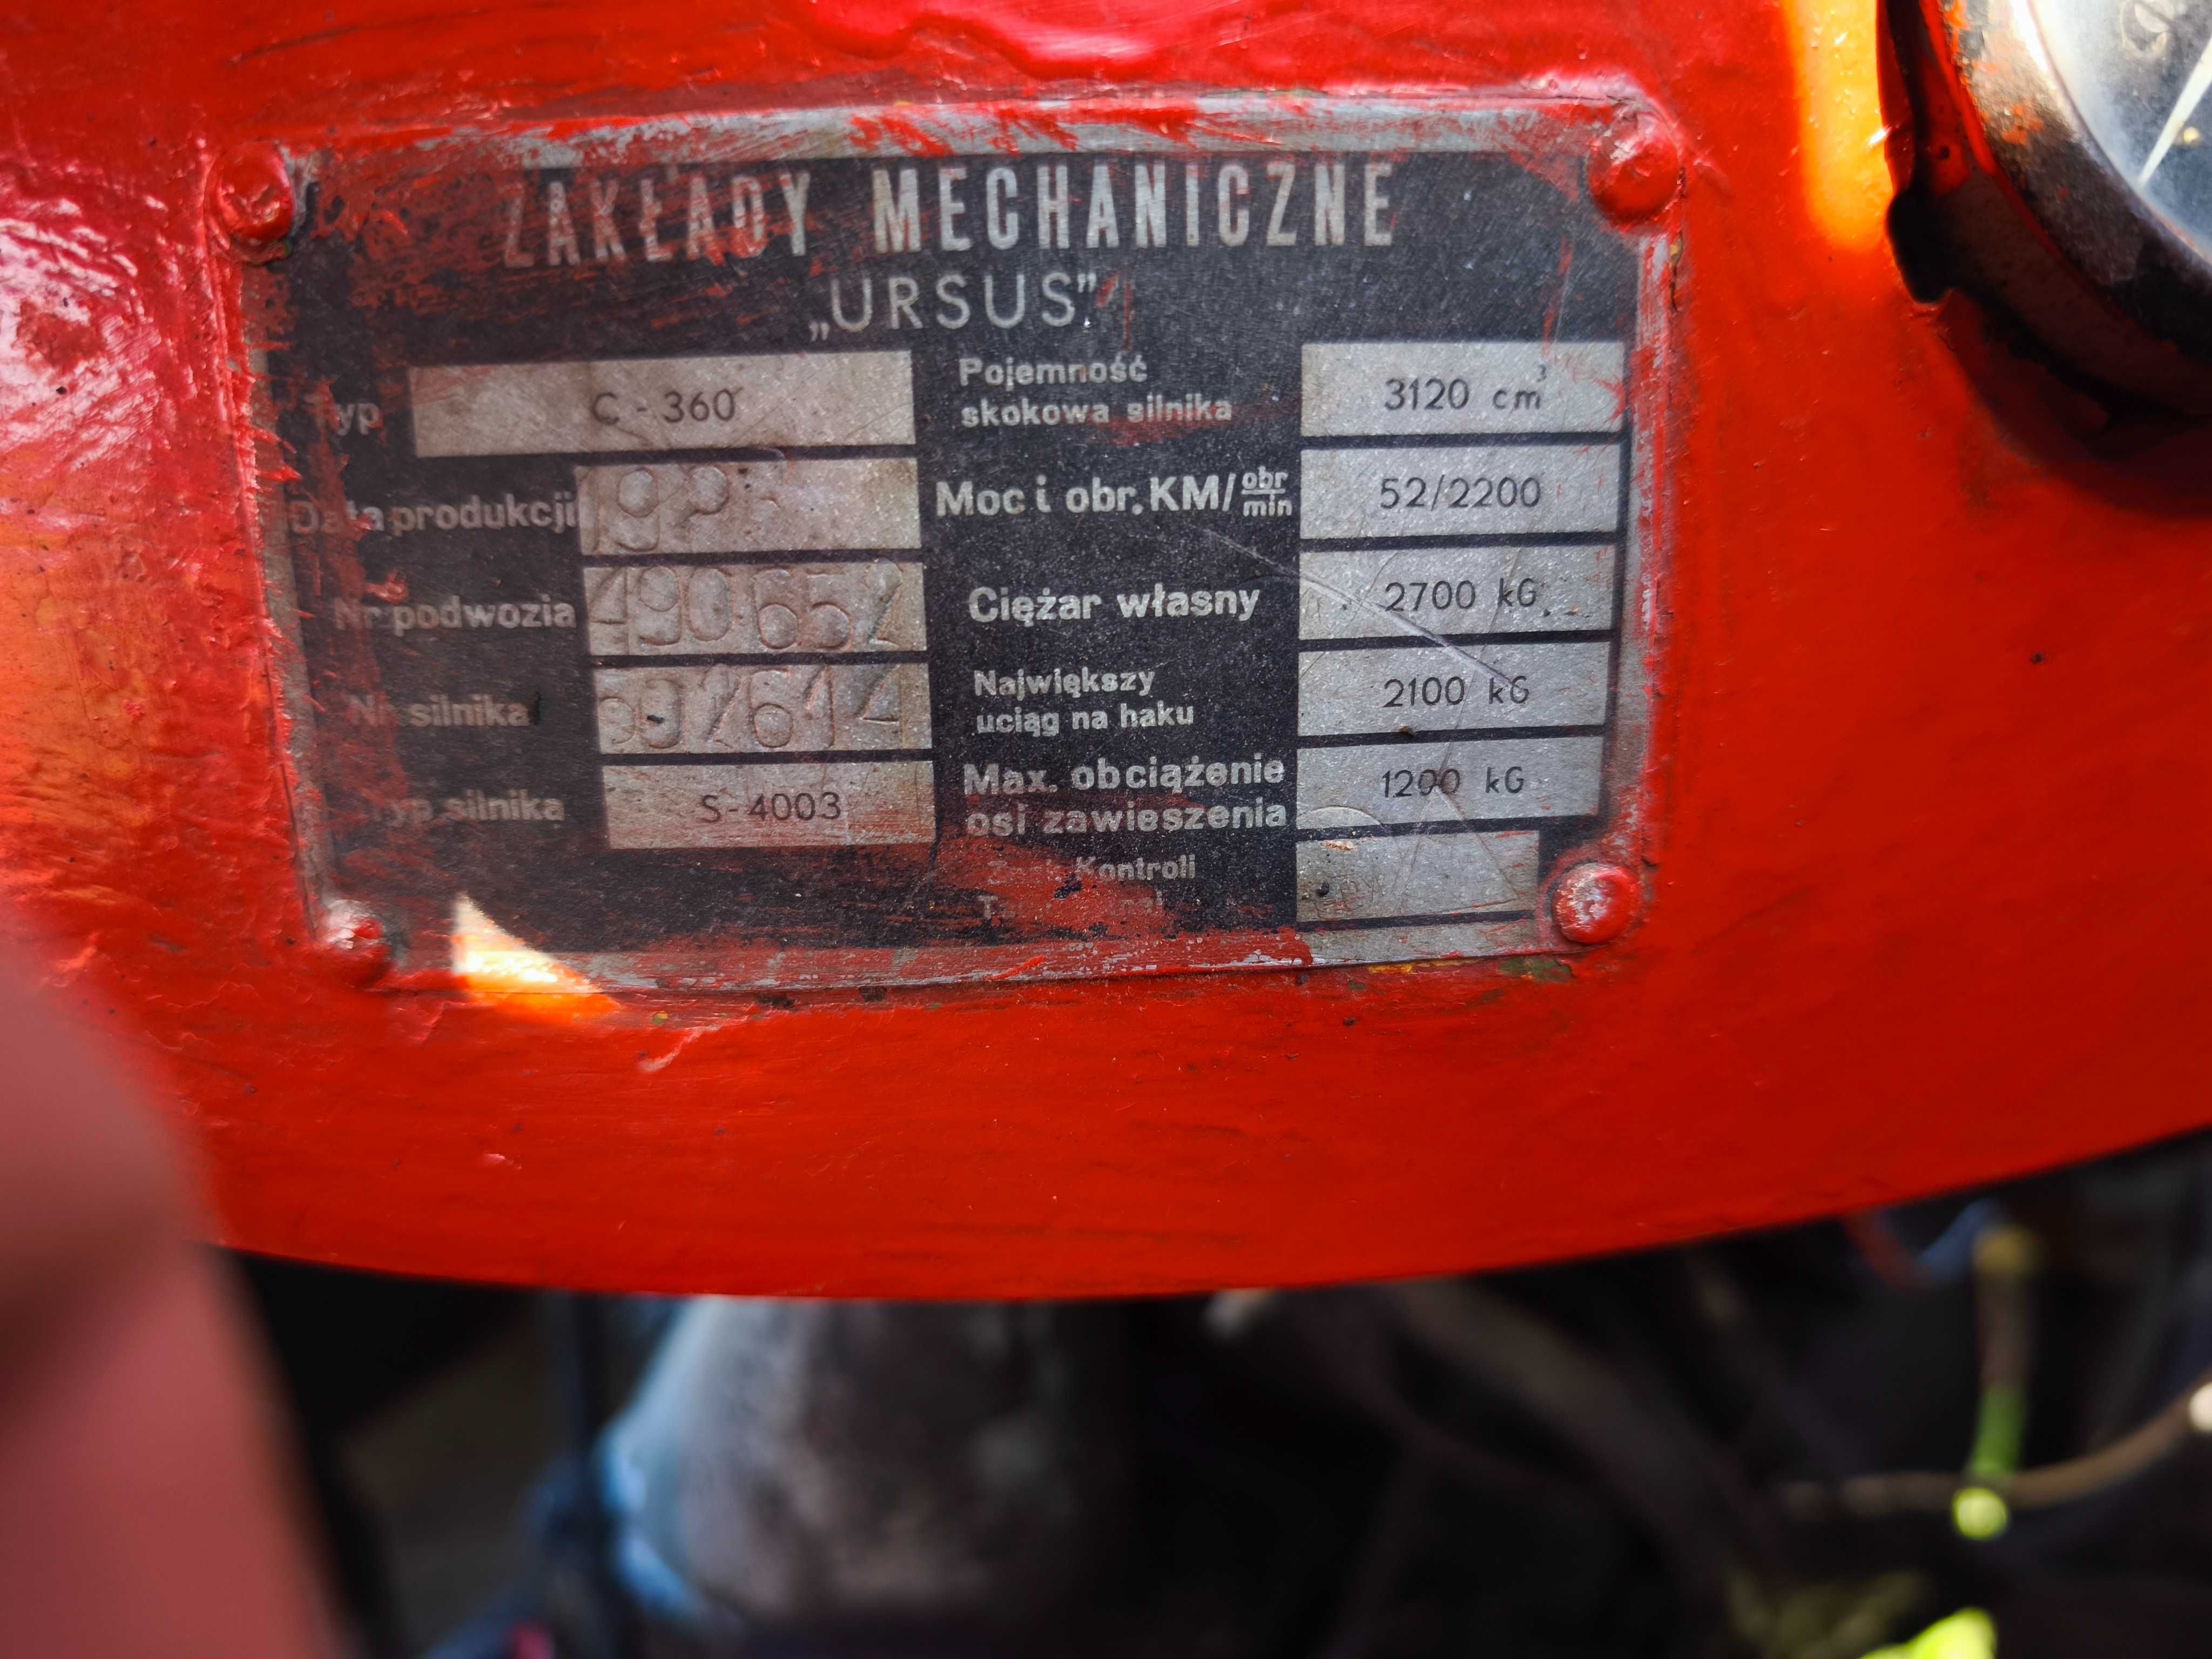 ZAKŁADY MECHANICZNE
„URSUS”
Typ C - 360
Data produkcji
Nr podwozia 490652
Nr silnika
Typ silnika S-4003
Pojemność
skokowa silnika 3120 cm³
Moc i obr. KM/obr/min 52/2200
Ciężar własny 2700 kG
Największy
uciąg na haku 2100 kG
Max. obciążenie
osi zawieszenia 1200 kG
Kontroli